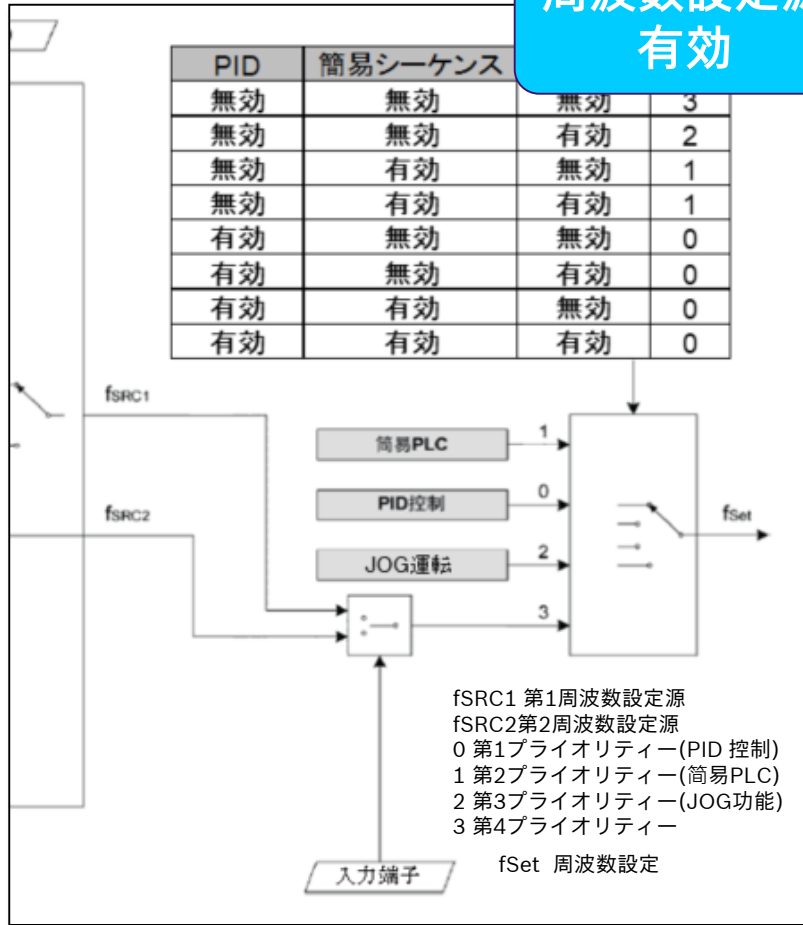 有効
PID 簡易シーケンス
無効 無効 無効 3
無効 無効 有効 2
無効 有効 無効 1
無効 有効 有効 1
有効 無効 無効 0
有効 無効 有効 0
有効 有効 無効 0
有効 有効 有効 0
fSRC1
簡易PLC 1
fSRC2
PID控制 0
fSet
JOG運転 2
3
fSRC1 第1周波数設定源
fSRC2第2周波数設定源
0 第1プライオリティー(PID 控制)
1 第2プライオリティー(简易PLC)
2 第3プライオリティー(JOG功能)
3 第4プライオリティー
fSet 周波数設定
入力端子